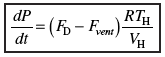 dP/dt = (F_D − F_vent) RT_H/V_H